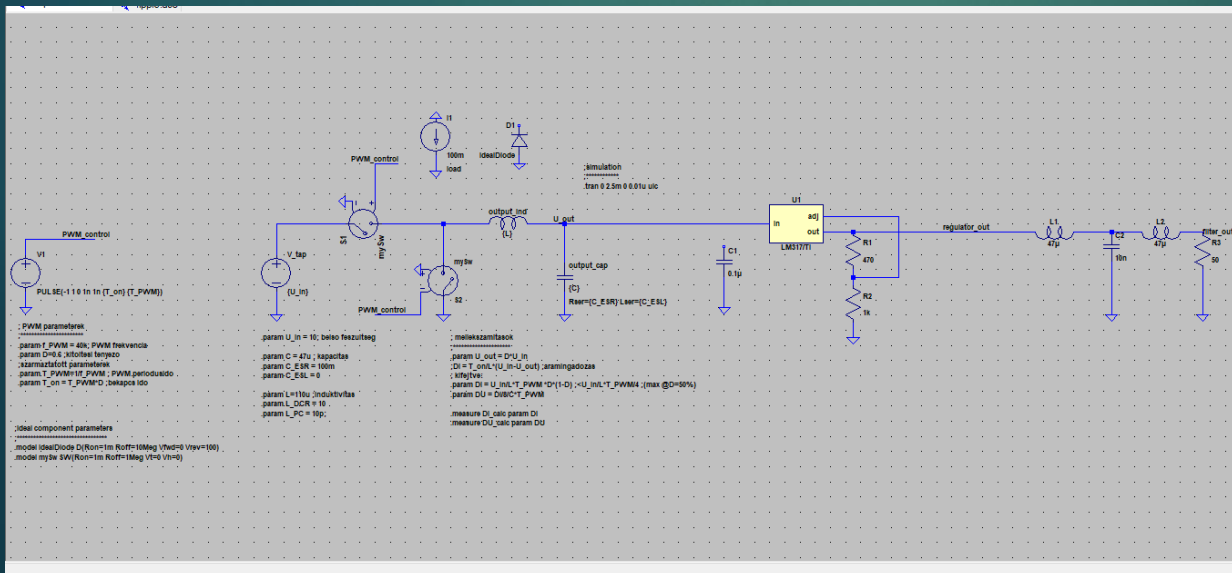 I1
100m
load
D1
idealDiode
PWM_control
;simulation
.tran 0 2.5m 0 0.01u uic
U1
in
adj
out
LM317/TI
output_ind
{L}
U_out
S1
mySw
PWM_control
V1
PULSE(-1 1 0 1n 1n {T_on} {T_PWM})
V_tap
{U_in}
mySw
S2
PWM_control
output_cap
{C}
Rser={C_ESR} Lser={C_ESL}
C1
0.1µ
R1
470
R2
1k
regulator_out
L1
47µ
C2
10n
L2
47µ
filter_out
R3
50
; PWM parameterek
.param f_PWM = 40k; PWM frekvencia
.param D=0.6 ;kitoltesi tenyezo
;szarmaztatott parameterek
.param T_PWM=1/f_PWM ; PWM periodusido
.param T_on = T_PWM*D ;bekapcs ido
.param U_in = 10; belso feszultseg
.param C = 47u ; kapacitas
.param C_ESR = 100m
.param C_ESL = 0
.param L=110u ;induktivitas
.param L_DCR = 10
.param L_PC = 10p;
; mellekszamitasok
.param U_out = D*U_in
;DI = T_on/L*(U_in-U_out) ;aramingadozas
; kifejtve:
.param DI = U_in/L*T_PWM *D*(1-D) ;<U_in/L*T_PWM/4 ;(max @D=50%)
.param DU = DI/8/C*T_PWM
.measure DI_calc param DI
.measure DU_calc param DU
;Ideal component parameters
.model idealDiode D(Ron=1m Roff=10Meg Vfwd=0 Vrev=100)
.model mySw SW(Ron=1m Roff=1Meg Vt=0 Vh=0)